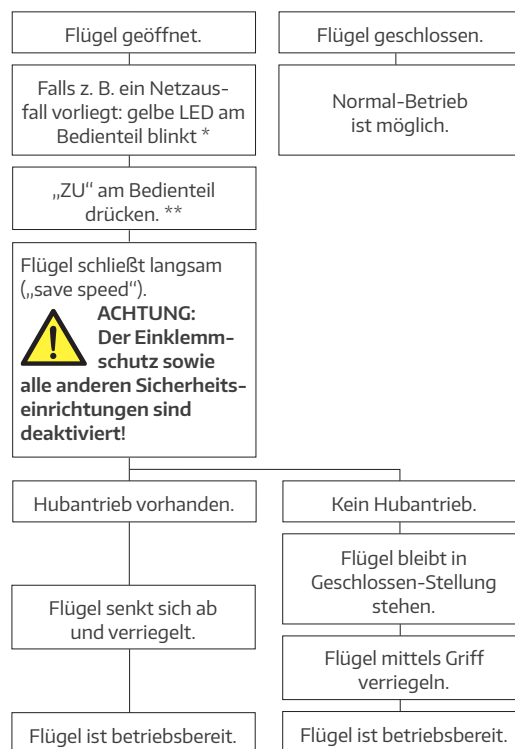 Flügel geöffnet.
Falls z. B. ein Netzaus-
fall vorliegt: gelbe LED am
Bedienteil blinkt *
„ZU“ am Bedienteil
drücken. **
Flügel schließt langsam
(„save speed“).
ACHTUNG:
Der Einklemm-
schutz sowie
alle anderen Sicherheits-
einrichtungen sind
deaktiviert!
Hubantrieb vorhanden.
Flügel senkt sich ab
und verriegelt.
Flügel ist betriebsbereit.
Flügel geschlossen.
Normal-Betrieb
ist möglich.
Kein Hubantrieb.
Flügel bleibt in
Geschlossen-Stellung
stehen.
Flügel mittels Griff
verriegeln.
Flügel ist betriebsbereit.